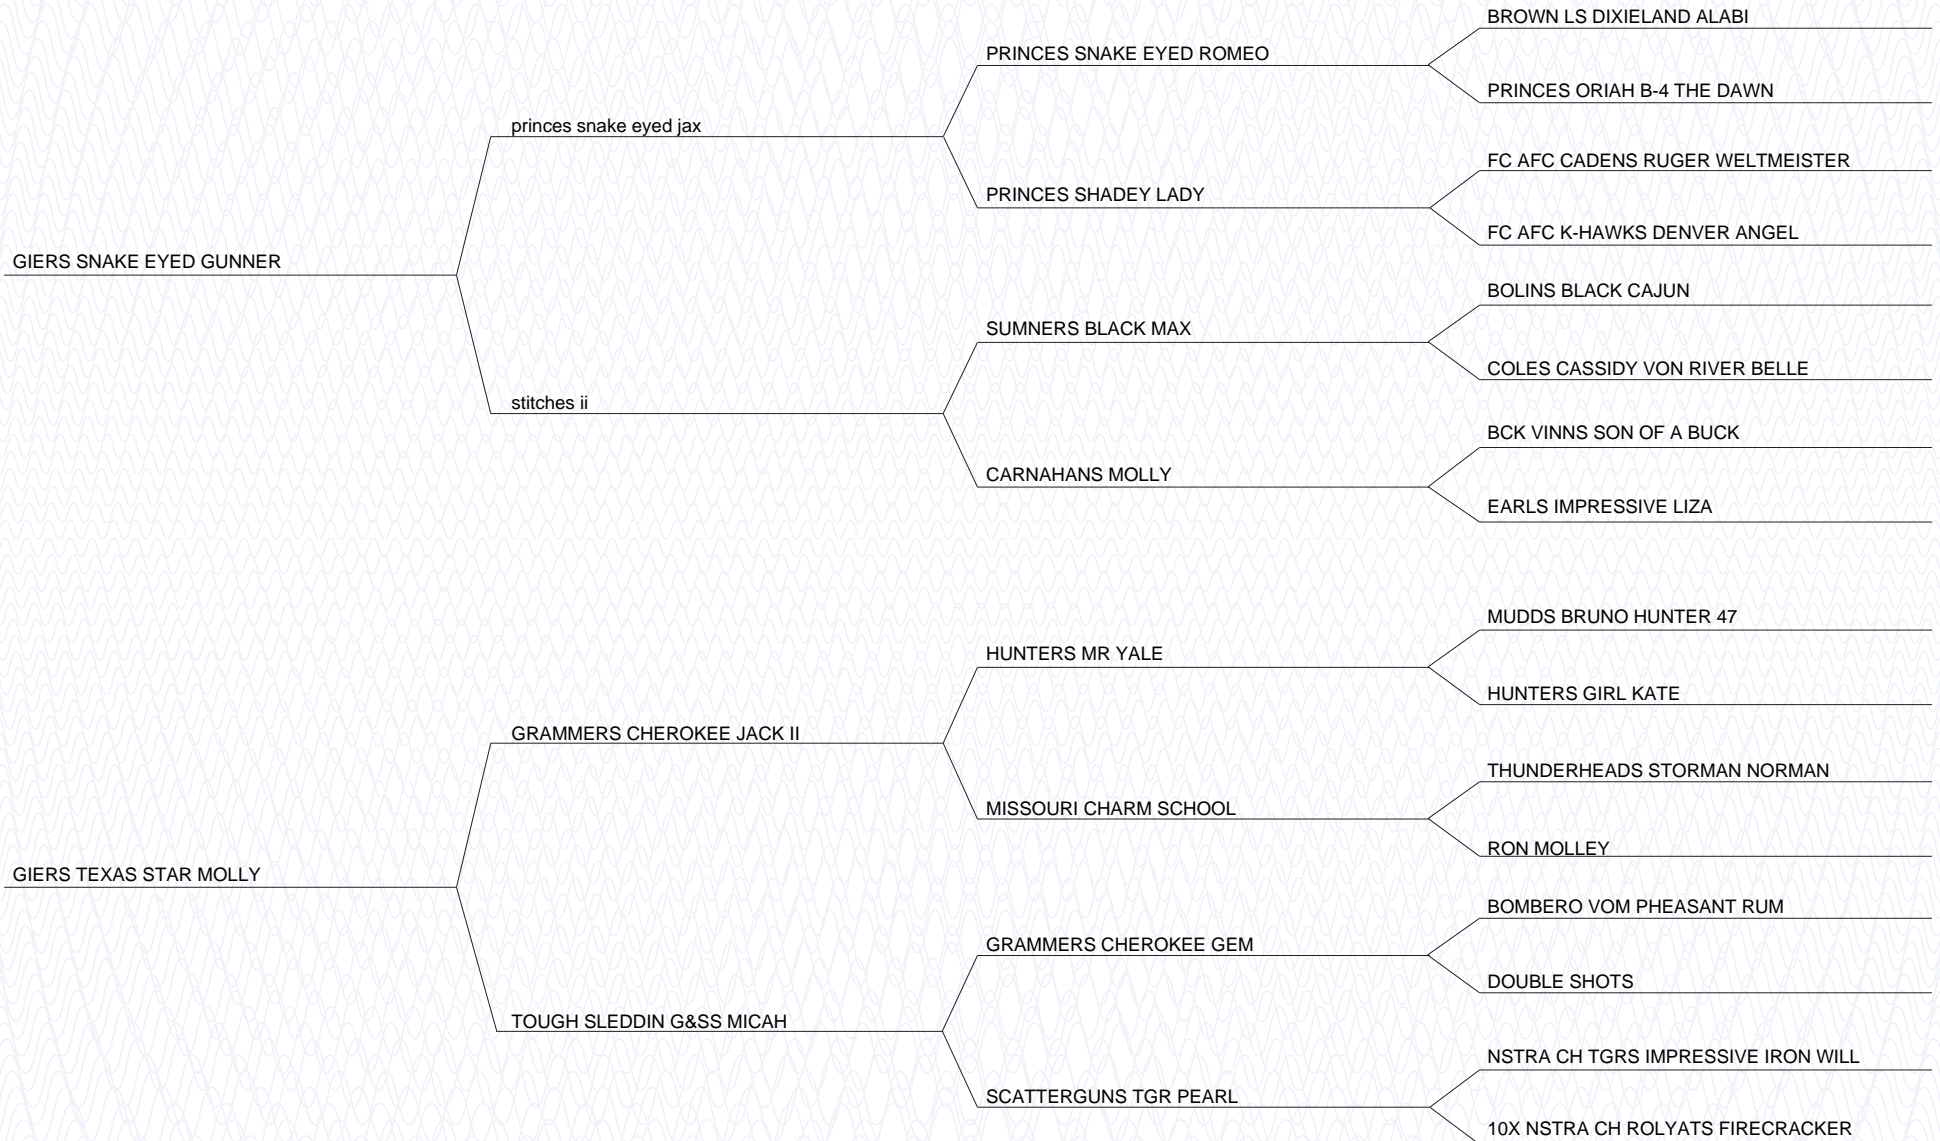 BROWN LS DIXIELAND ALABI
PRINCES SNAKE EYED ROMEO
PRINCES ORIAH B-4 THE DAWN
princes snake eyed jax
FC AFC CADENS RUGER WELTMEISTER
PRINCES SHADEY LADY
FC AFC K-HAWKS DENVER ANGEL
GIERS SNAKE EYED GUNNER
BOLINS BLACK CAJUN
SUMNERS BLACK MAX
COLES CASSIDY VON RIVER BELLE
stitches ii
BCK VINNS SON OF A BUCK
CARNAHANS MOLLY
EARLS IMPRESSIVE LIZA
MUDDS BRUNO HUNTER 47
HUNTERS MR YALE
HUNTERS GIRL KATE
GRAMMERS CHEROKEE JACK II
THUNDERHEADS STORMAN NORMAN
MISSOURI CHARM SCHOOL
RON MOLLEY
GIERS TEXAS STAR MOLLY
BOMBERO VOM PHEASANT RUM
GRAMMERS CHEROKEE GEM
DOUBLE SHOTS
TOUGH SLEDDIN G&SS MICAH
NSTRA CH TGRS IMPRESSIVE IRON WILL
SCATTERGUNS TGR PEARL
10X NSTRA CH ROLYATS FIRECRACKER